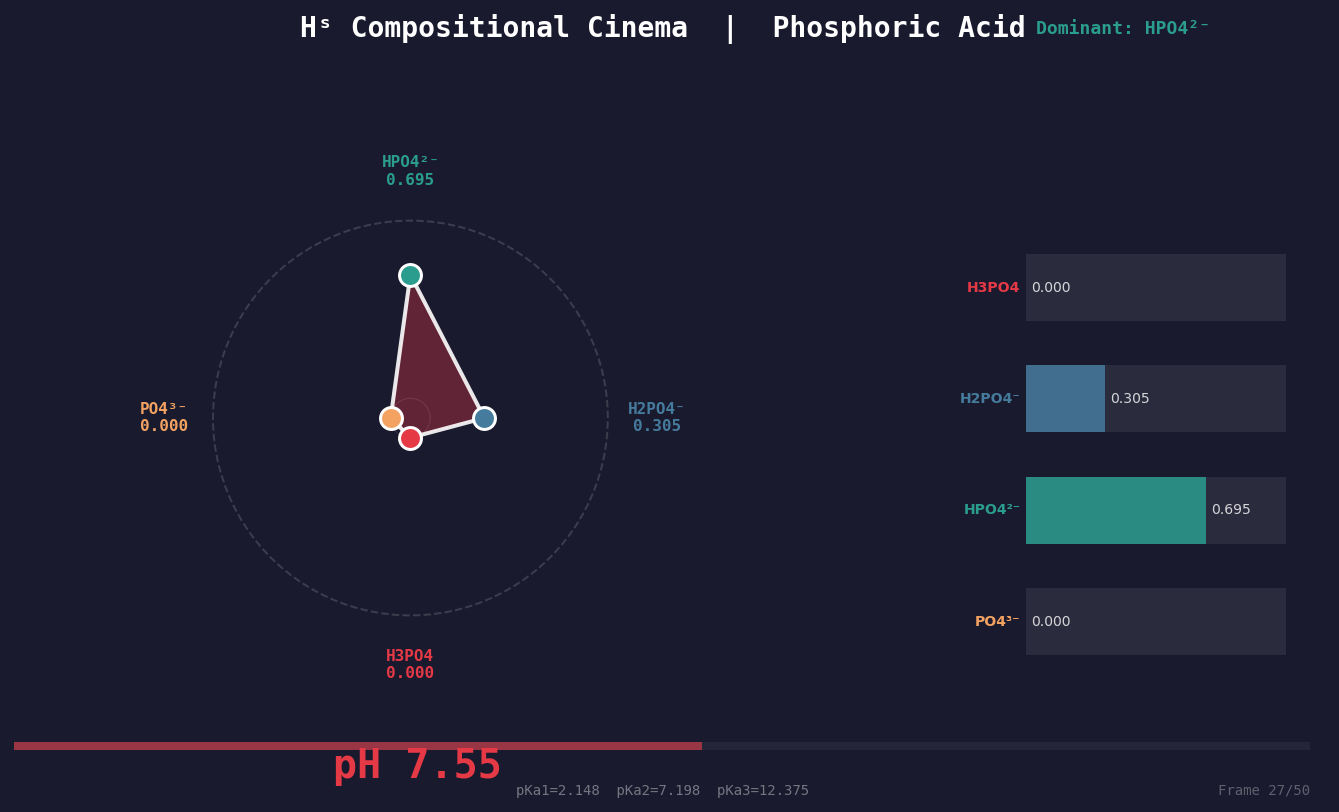 Hˢ Compositional Cinema | Phosphoric Acid
Dominant: HPO4²⁻
HPO4²⁻
0.695
PO4³⁻
0.000
H2PO4⁻
0.305
H3PO4
0.000
H3PO4 0.000
H2PO4⁻ 0.305
HPO4²⁻ 0.695
PO4³⁻ 0.000
pH 7.55
pKa1=2.148 pKa2=7.198 pKa3=12.375
Frame 27/50